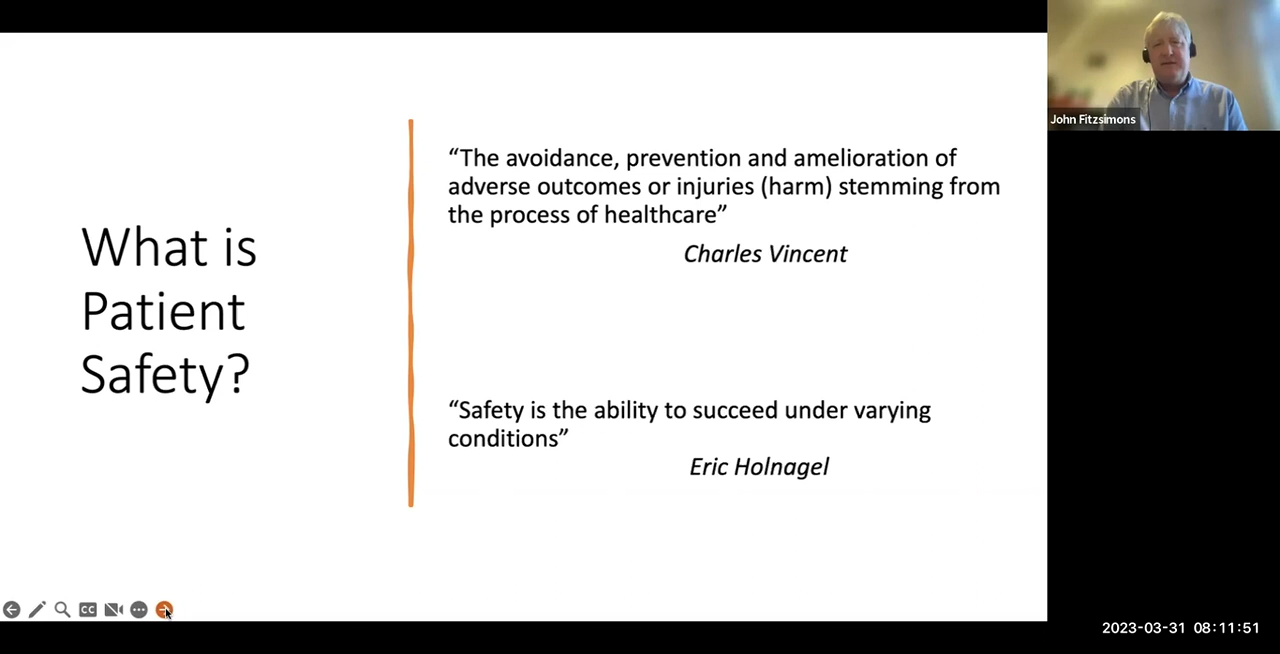 What is
Patient
Safety?
“The avoidance, prevention and amelioration of
adverse outcomes or injuries (harm) stemming from
the process of healthcare”
Charles Vincent
“Safety is the ability to succeed under varying
conditions”
Eric Holnagel
John Fitzsimons
CC
2023-03-31 08:11:51